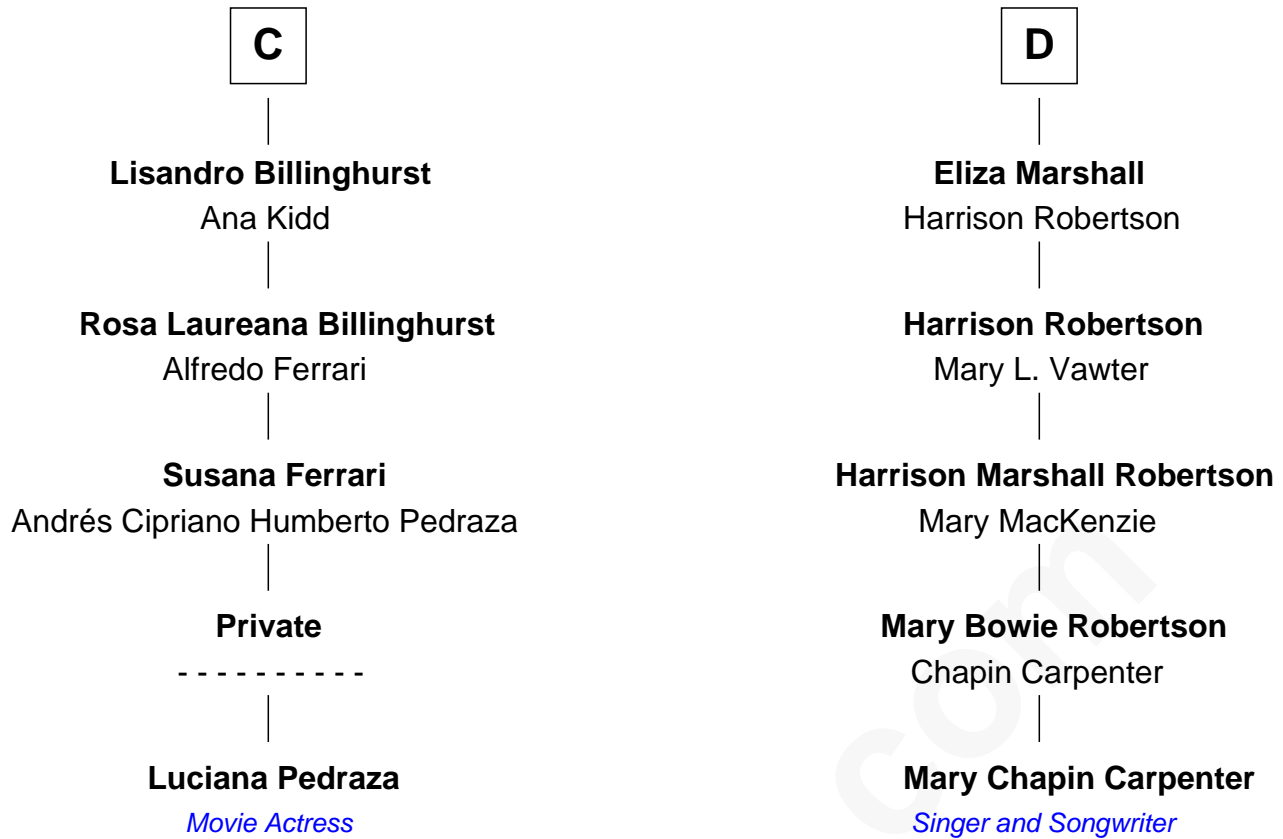 C
Lisandro Billinghurst
Ana Kidd
Rosa Laureana Billinghurst
Alfredo Ferrari
Susana Ferrari
Andrés Cipriano Humberto Pedraza
Private
- - - - - - - - - -
Luciana Pedraza
Movie Actress
D
Eliza Marshall
Harrison Robertson
Harrison Robertson
Mary L. Vawter
Harrison Marshall Robertson
Mary MacKenzie
Mary Bowie Robertson
Chapin Carpenter
Mary Chapin Carpenter
Singer and Songwriter
com